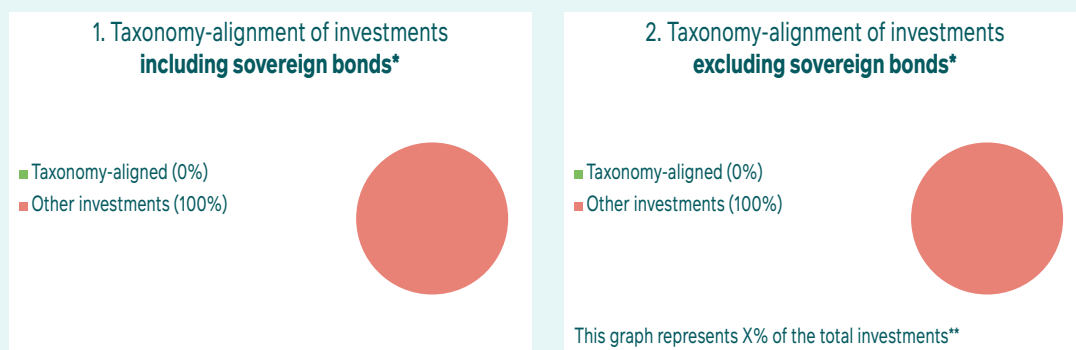 1. Taxonomy-alignment of investments
including sovereign bonds*
Taxonomy-aligned (0%)
Other investments (100%)
2. Taxonomy-alignment of investments
excluding sovereign bonds*
Taxonomy-aligned (0%)
Other investments (100%)
This graph represents X% of the total investments**